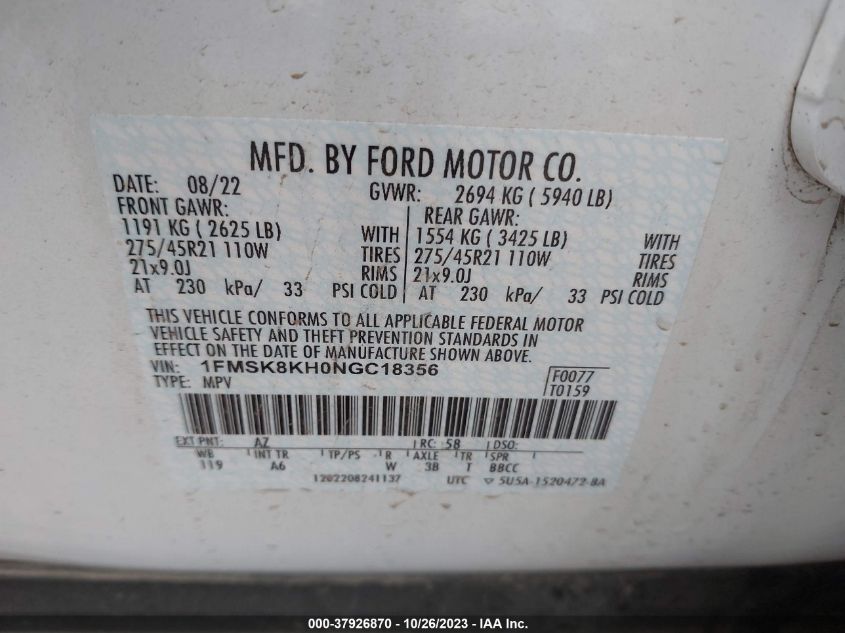 MFD. BY FORD MOTOR CO.
DATE: 08/22 GVWR: 2694 KG ( 5940 LB)
FRONT GAWR: REAR GAWR:
1191 KG ( 2625 LB) WITH 1554 KG ( 3425 LB) WITH
275/45R21 110W TIRES 275/45R21 110W TIRES
21x9.0J RIMS 21x9.0J RIMS
AT 230 kPa/ 33 PSI COLD AT 230 kPa/ 33 PSI COLD
THIS VEHICLE CONFORMS TO ALL APPLICABLE FEDERAL MOTOR
VEHICLE SAFETY AND THEFT PREVENTION STANDARDS IN
EFFECT ON THE DATE OF MANUFACTURE SHOWN ABOVE.
VIN: 1FMSK8KH0NGC18356 F0077
TYPE: MPV T0159
EXT PNT: AZ RC: 58 DSO:
WB INT TR TP/PS R AXLE TR SPR
119 A6 W 3B T BBCC
1202208241137 UTC ▽ 5U5A-1520472-BA
000-37926870 | 10/26/2023 - IAA Inc.